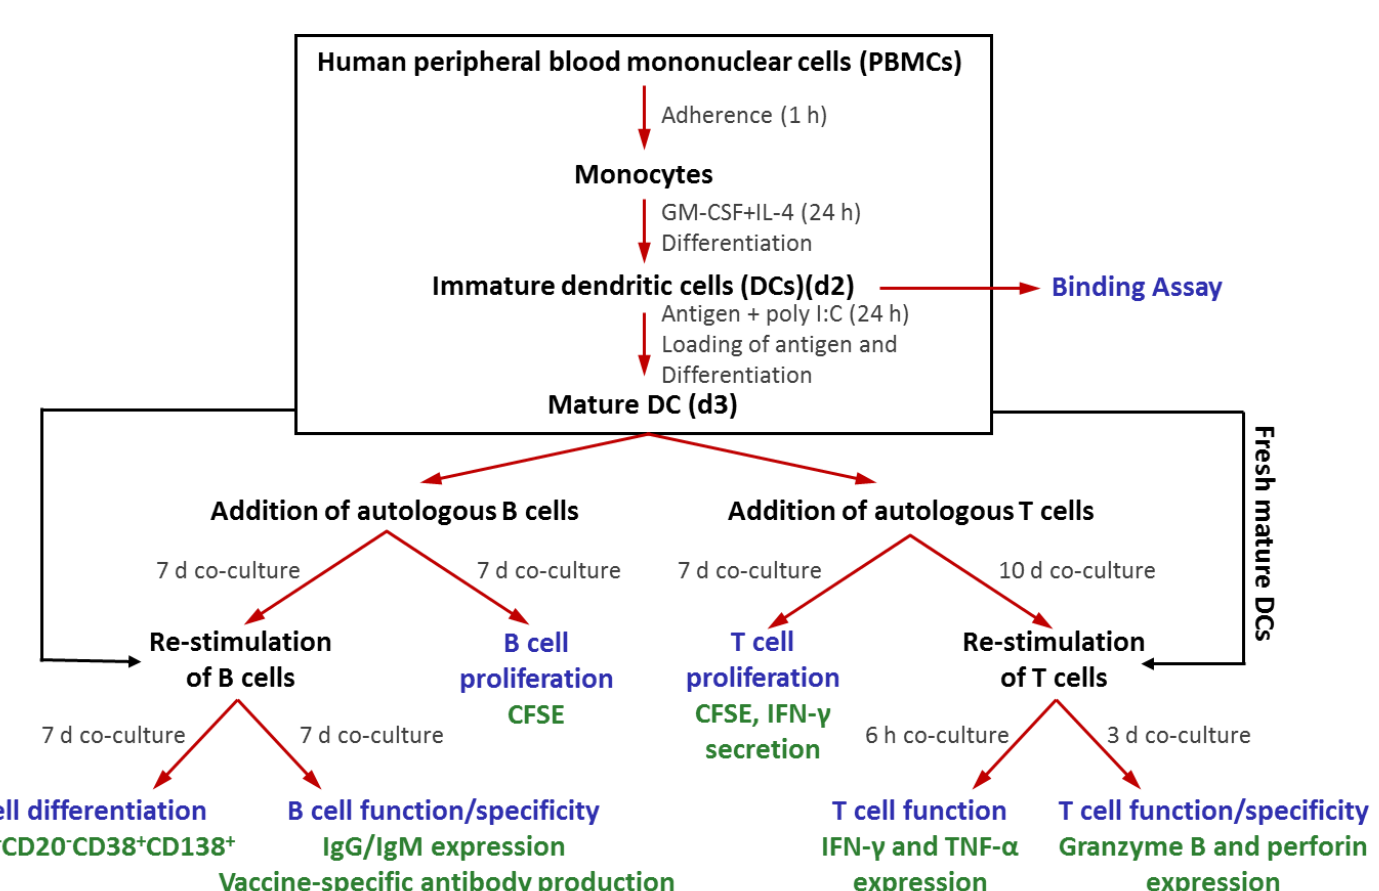 Human peripheral blood mononuclear cells (PBMCs)
Adherence (1 h)
Monocytes
GM-CSF+IL-4 (24 h)
Differentiation
Immature dendritic cells (DCs)(d2)
Binding Assay
Antigen + poly I:C (24 h)
Loading of antigen and
Differentiation
Mature DC (d3)
Fresh mature DCs
Addition of autologous B cells
Addition of autologous T cells
7 d co-culture
7 d co-culture
7 d co-culture
10 d co-culture
Re-stimulation
of B cells
B cell
proliferation
CFSE
T cell
proliferation
CFSE, IFN-γ
secretion
Re-stimulation
of T cells
7 d co-culture
7 d co-culture
6 h co-culture
3 d co-culture
differentiation
CD20⁻CD38⁺CD138⁺
B cell function/specificity
IgG/IgM expression
Vaccine-specific antibody production
T cell function
IFN-γ and TNF-α
expression
T cell function/specificity
Granzyme B and perforin
expression